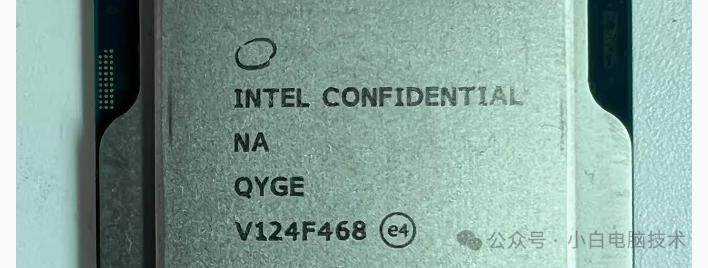 INTEL CONFIDENTIAL
NA
QYGE
V124F468 e4
公众号 · 小白电脑技术